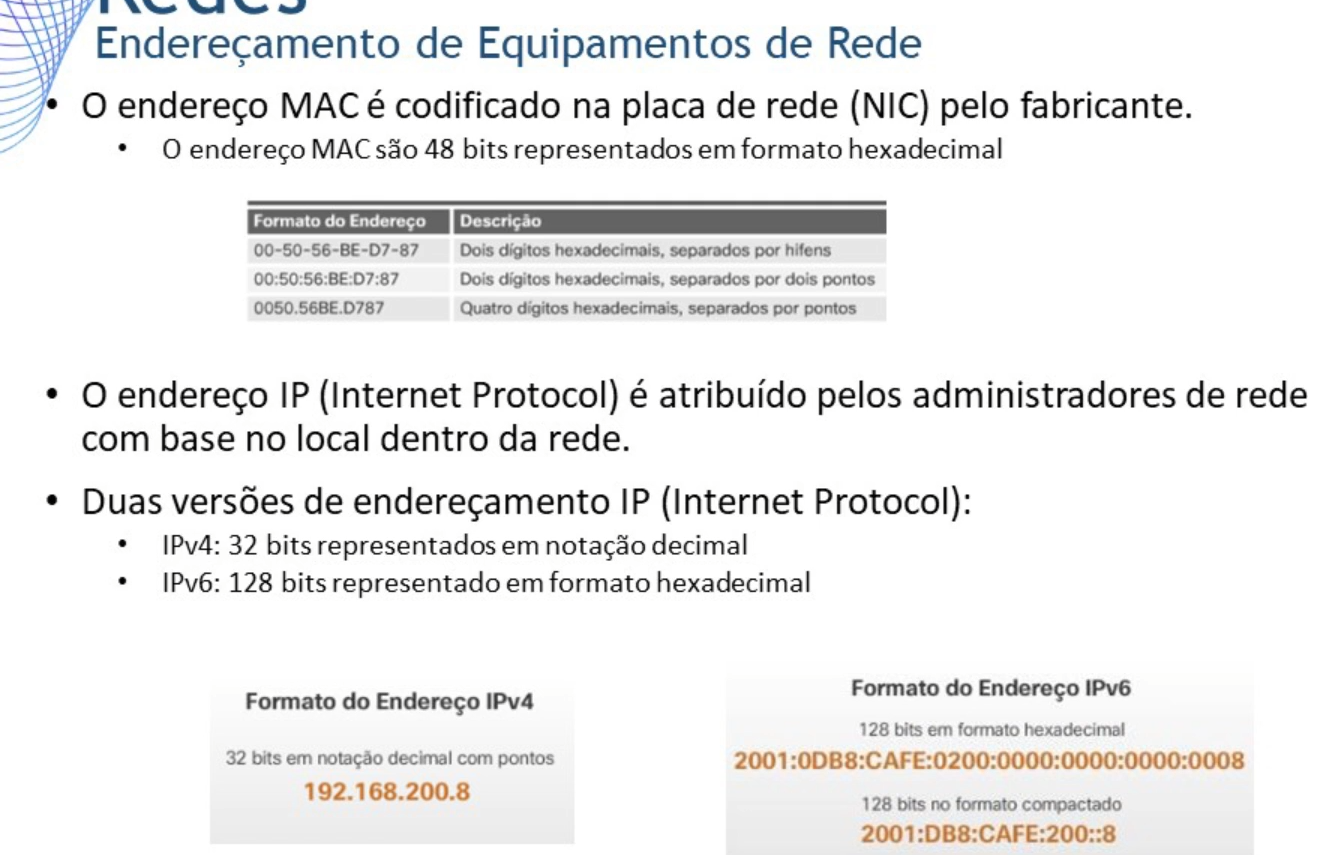 Redes
Endereçamento de Equipamentos de Rede
• O endereço MAC é codificado na placa de rede (NIC) pelo fabricante.
• O endereço MAC são 48 bits representados em formato hexadecimal
Formato do Endereço Descrição
00-50-56-BE-D7-87 Dois dígitos hexadecimais, separados por hifens
00:50:56:BE:D7:87 Dois dígitos hexadecimais, separados por dois pontos
0050.56BE.D787 Quatro dígitos hexadecimais, separados por pontos
• O endereço IP (Internet Protocol) é atribuído pelos administradores de rede
com base no local dentro da rede.
• Duas versões de endereçamento IP (Internet Protocol):
• IPv4: 32 bits representados em notação decimal
• IPv6: 128 bits representado em formato hexadecimal
Formato do Endereço IPv4
32 bits em notação decimal com pontos
192.168.200.8
Formato do Endereço IPv6
128 bits em formato hexadecimal
2001:0DB8:CAFE:0200:0000:0000:0000:0008
128 bits no formato compactado
2001:DB8:CAFE:200::8